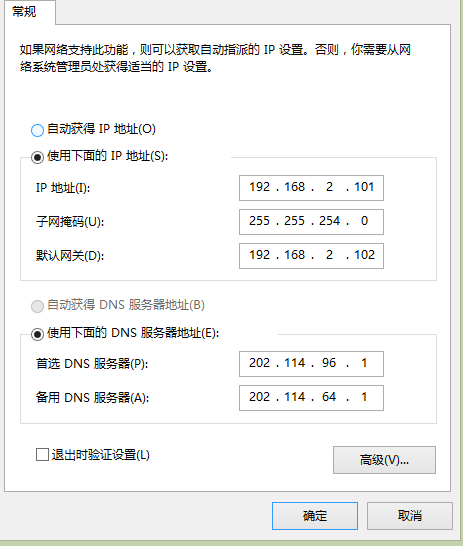 常规
如果网络支持此功能，则可以获取自动指派的 IP 设置。否则，你需要从网
络系统管理员处获得适当的 IP 设置。
自动获得 IP 地址(O)
使用下面的 IP 地址(S):
IP 地址(I): 192 . 168 . 2 . 101
子网掩码(U): 255 . 255 . 254 . 0
默认网关(D): 192 . 168 . 2 . 102
自动获得 DNS 服务器地址(B)
使用下面的 DNS 服务器地址(E):
首选 DNS 服务器(P): 202 . 114 . 96 . 1
备用 DNS 服务器(A): 202 . 114 . 64 . 1
退出时验证设置(L)
高级(V)...
确定 取消